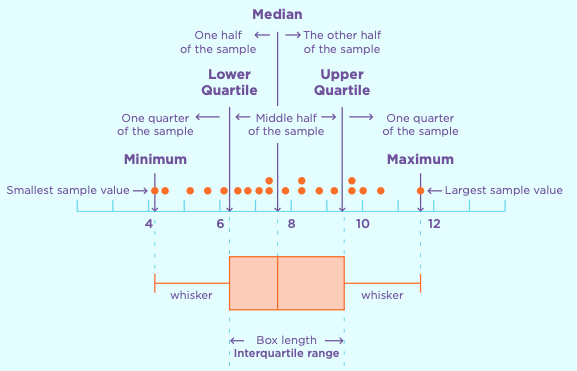 Median
One half
of the sample
The other half
of the sample
Lower
Quartile
Upper
Quartile
One quarter
of the sample
Middle half
of the sample
One quarter
of the sample
Minimum
Maximum
Smallest sample value
Largest sample value
4 6 8 10 12
whisker
whisker
Box length
Interquartile range